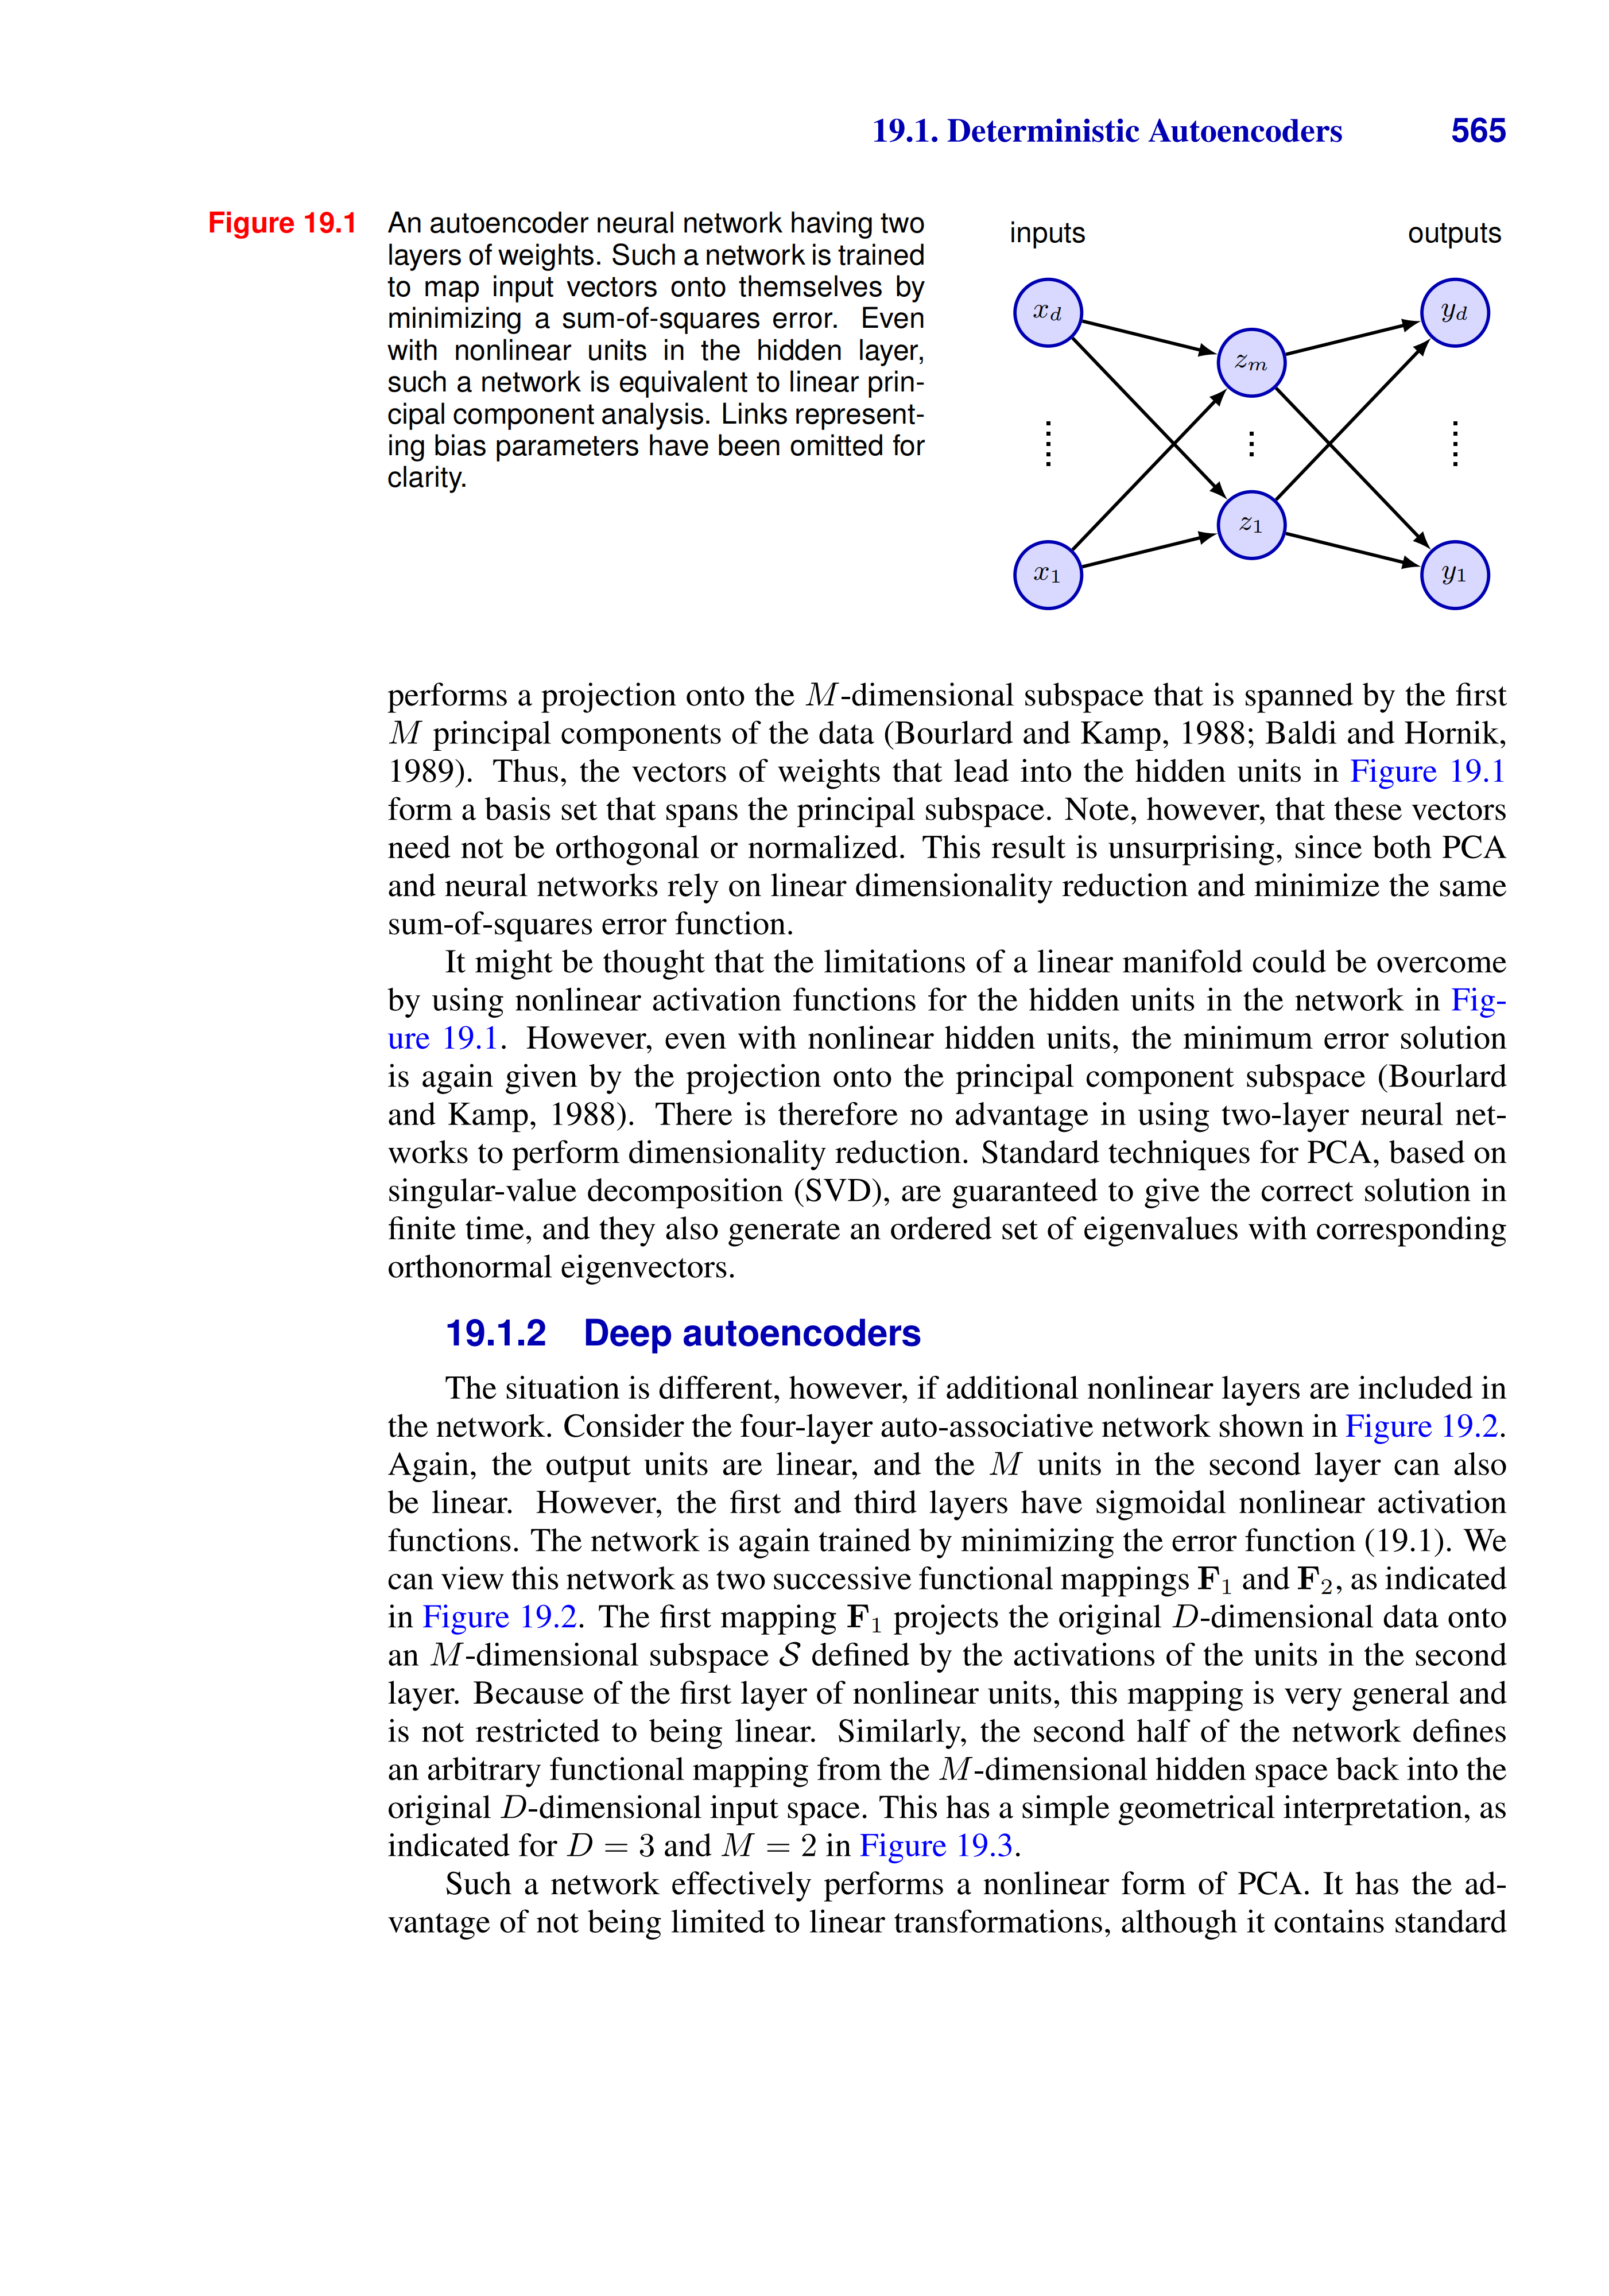 19.1. Deterministic Autoencoders 565
Figure 19.1 An autoencoder neural network having two
layers of weights. Such a network is trained
to map input vectors onto themselves by
minimizing a sum-of-squares error. Even
with nonlinear units in the hidden layer,
such a network is equivalent to linear prin-
cipal component analysis. Links represent-
ing bias parameters have been omitted for
clarity.
inputs outputs
x_d y_d
z_m
z_1
x_1 y_1
performs a projection onto the M-dimensional subspace that is spanned by the first
M principal components of the data (Bourlard and Kamp, 1988; Baldi and Hornik,
1989). Thus, the vectors of weights that lead into the hidden units in Figure 19.1
form a basis set that spans the principal subspace. Note, however, that these vectors
need not be orthogonal or normalized. This result is unsurprising, since both PCA
and neural networks rely on linear dimensionality reduction and minimize the same
sum-of-squares error function.
It might be thought that the limitations of a linear manifold could be overcome
by using nonlinear activation functions for the hidden units in the network in Fig-
ure 19.1. However, even with nonlinear hidden units, the minimum error solution
is again given by the projection onto the principal component subspace (Bourlard
and Kamp, 1988). There is therefore no advantage in using two-layer neural net-
works to perform dimensionality reduction. Standard techniques for PCA, based on
singular-value decomposition (SVD), are guaranteed to give the correct solution in
finite time, and they also generate an ordered set of eigenvalues with corresponding
orthonormal eigenvectors.
19.1.2 Deep autoencoders
The situation is different, however, if additional nonlinear layers are included in
the network. Consider the four-layer auto-associative network shown in Figure 19.2.
Again, the output units are linear, and the M units in the second layer can also
be linear. However, the first and third layers have sigmoidal nonlinear activation
functions. The network is again trained by minimizing the error function (19.1). We
can view this network as two successive functional mappings F₁ and F₂, as indicated
in Figure 19.2. The first mapping F₁ projects the original D-dimensional data onto
an M-dimensional subspace 𝒮 defined by the activations of the units in the second
layer. Because of the first layer of nonlinear units, this mapping is very general and
is not restricted to being linear. Similarly, the second half of the network defines
an arbitrary functional mapping from the M-dimensional hidden space back into the
original D-dimensional input space. This has a simple geometrical interpretation, as
indicated for D = 3 and M = 2 in Figure 19.3.
Such a network effectively performs a nonlinear form of PCA. It has the ad-
vantage of not being limited to linear transformations, although it contains standard